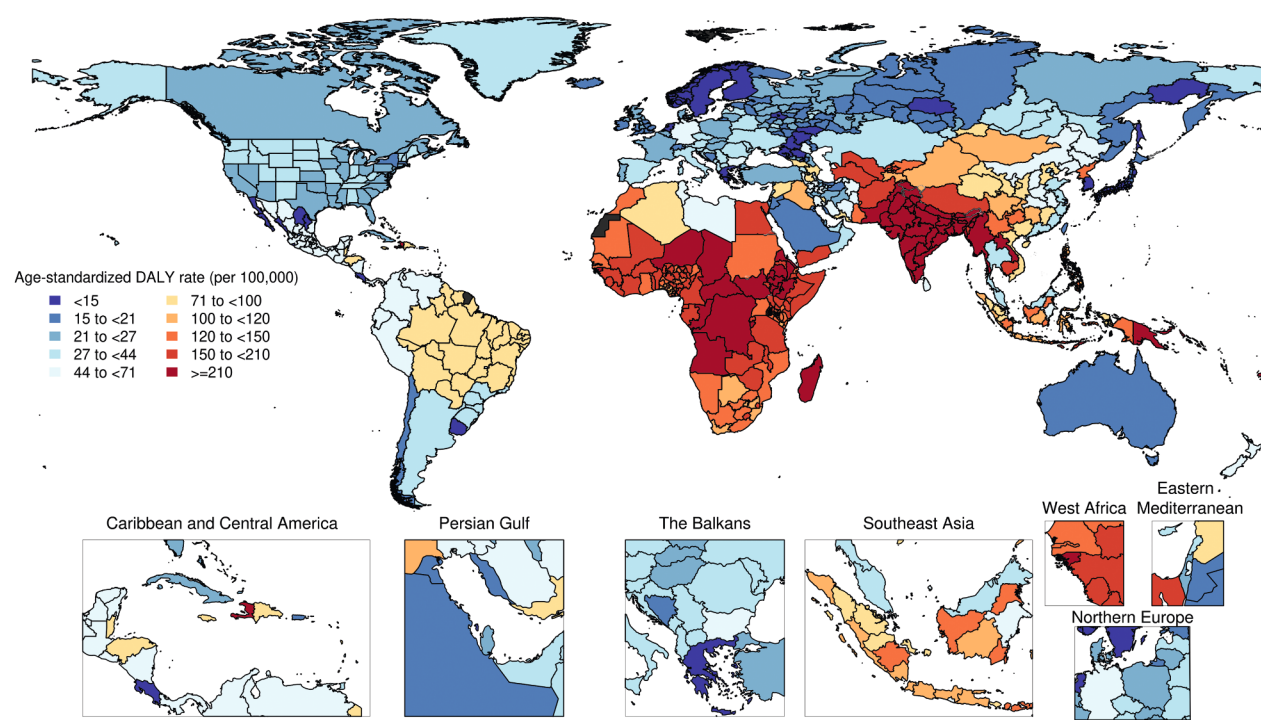 Age-standardized DALY rate (per 100,000)
<15
15 to <21
21 to <27
27 to <44
44 to <71
71 to <100
100 to <120
120 to <150
150 to <210
>=210
Caribbean and Central America
Persian Gulf
The Balkans
Southeast Asia
West Africa
Eastern
Mediterranean
Northern Europe